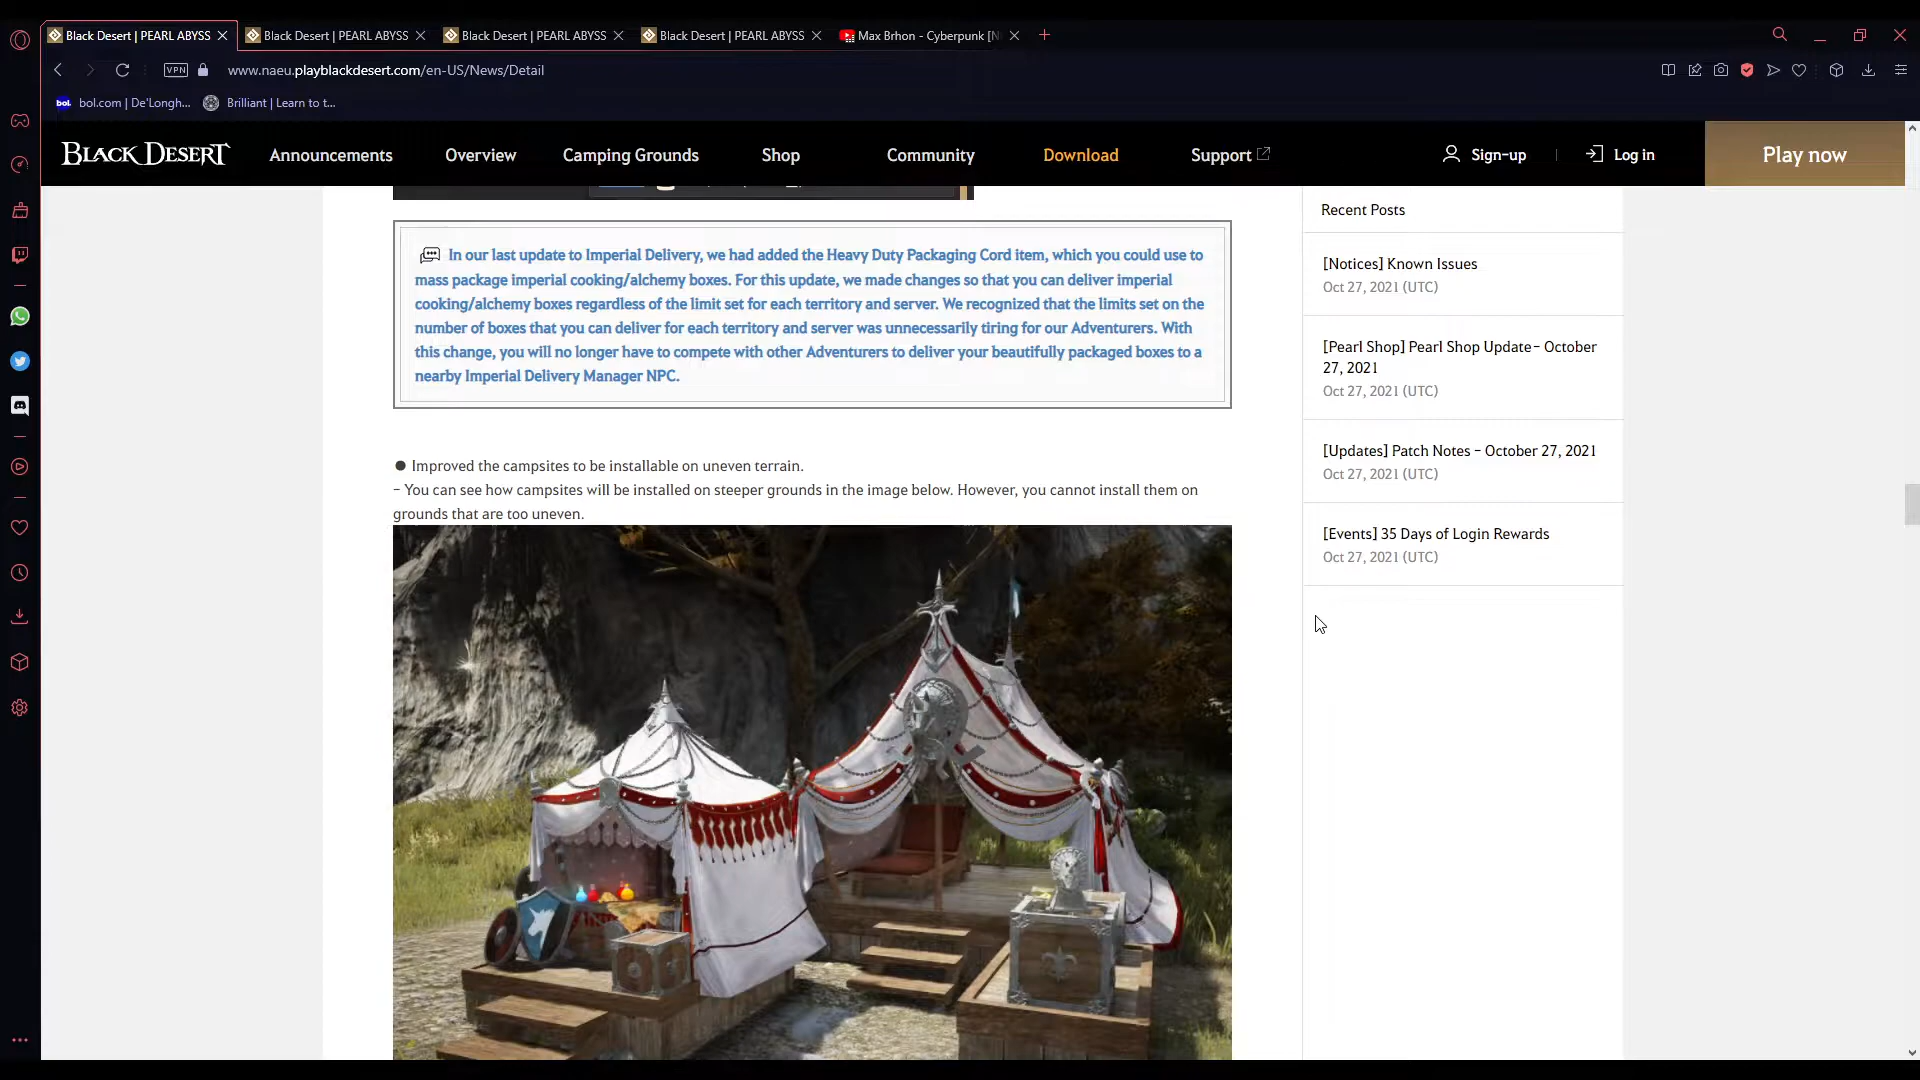 Black Desert | PEARL ABYSS
Black Desert | PEARL ABYSS
Black Desert | PEARL ABYSS
Black Desert | PEARL ABYSS
Max Brhon - Cyberpunk [N
VPN
www.naeu.playblackdesert.com/en-US/News/Detail
bol. bol.com | De'Longh...
Brilliant | Learn to t...
BLACK DESERT
Announcements
Overview
Camping Grounds
Shop
Community
Download
Support
Sign-up
Log in
Play now
In our last update to Imperial Delivery, we had added the Heavy Duty Packaging Cord item, which you could use to
mass package imperial cooking/alchemy boxes. For this update, we made changes so that you can deliver imperial
cooking/alchemy boxes regardless of the limit set for each territory and server. We recognized that the limits set on the
number of boxes that you can deliver for each territory and server was unnecessarily tiring for our Adventurers. With
this change, you will no longer have to compete with other Adventurers to deliver your beautifully packaged boxes to a
nearby Imperial Delivery Manager NPC.
● Improved the campsites to be installable on uneven terrain.
- You can see how campsites will be installed on steeper grounds in the image below. However, you cannot install them on
grounds that are too uneven.
Recent Posts
[Notices] Known Issues
Oct 27, 2021 (UTC)
[Pearl Shop] Pearl Shop Update - October
27, 2021
Oct 27, 2021 (UTC)
[Updates] Patch Notes - October 27, 2021
Oct 27, 2021 (UTC)
[Events] 35 Days of Login Rewards
Oct 27, 2021 (UTC)